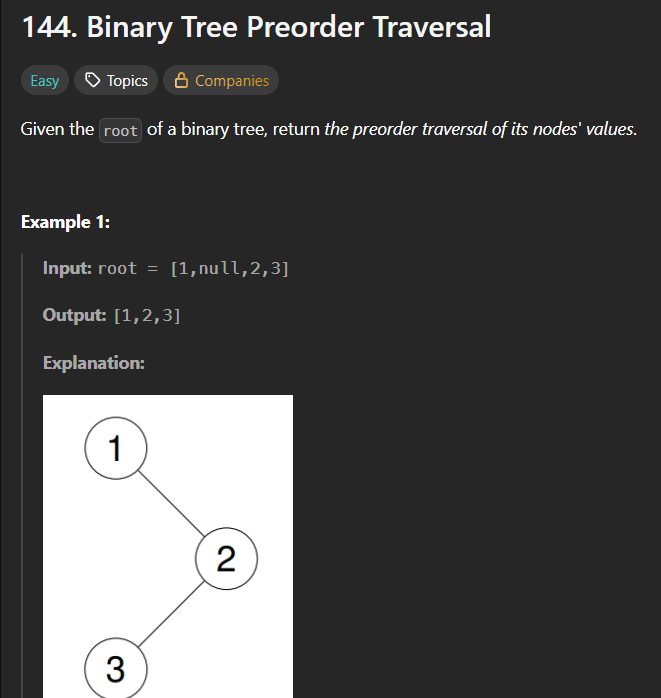 144. Binary Tree Preorder Traversal
Easy Topics Companies
Given the root of a binary tree, return the preorder traversal of its nodes' values.
Example 1:
Input: root = [1,null,2,3]
Output: [1,2,3]
Explanation:
1
2
3